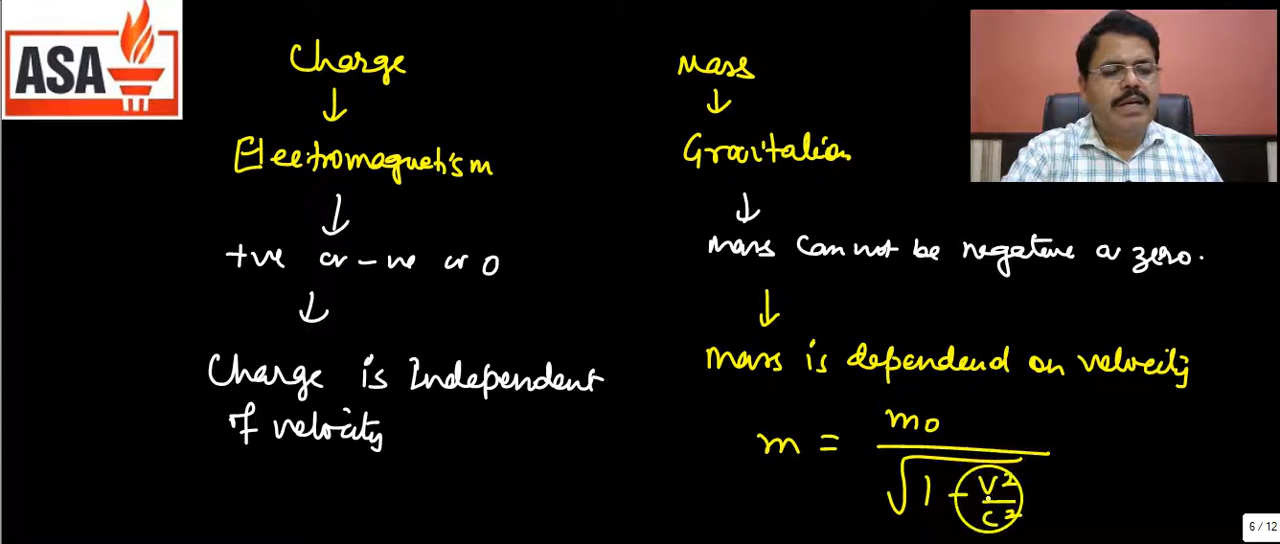 ASA
Charge
↓
Electromagnetism
↓
+ve or -ve or 0
↓
Charge is Independent
of velocity
Mass
↓
Gravitation
↓
Mass can not be negative or zero.
↓
Mass is dependend on velocity
m = m0 / √1 - v²/c²
6 / 12